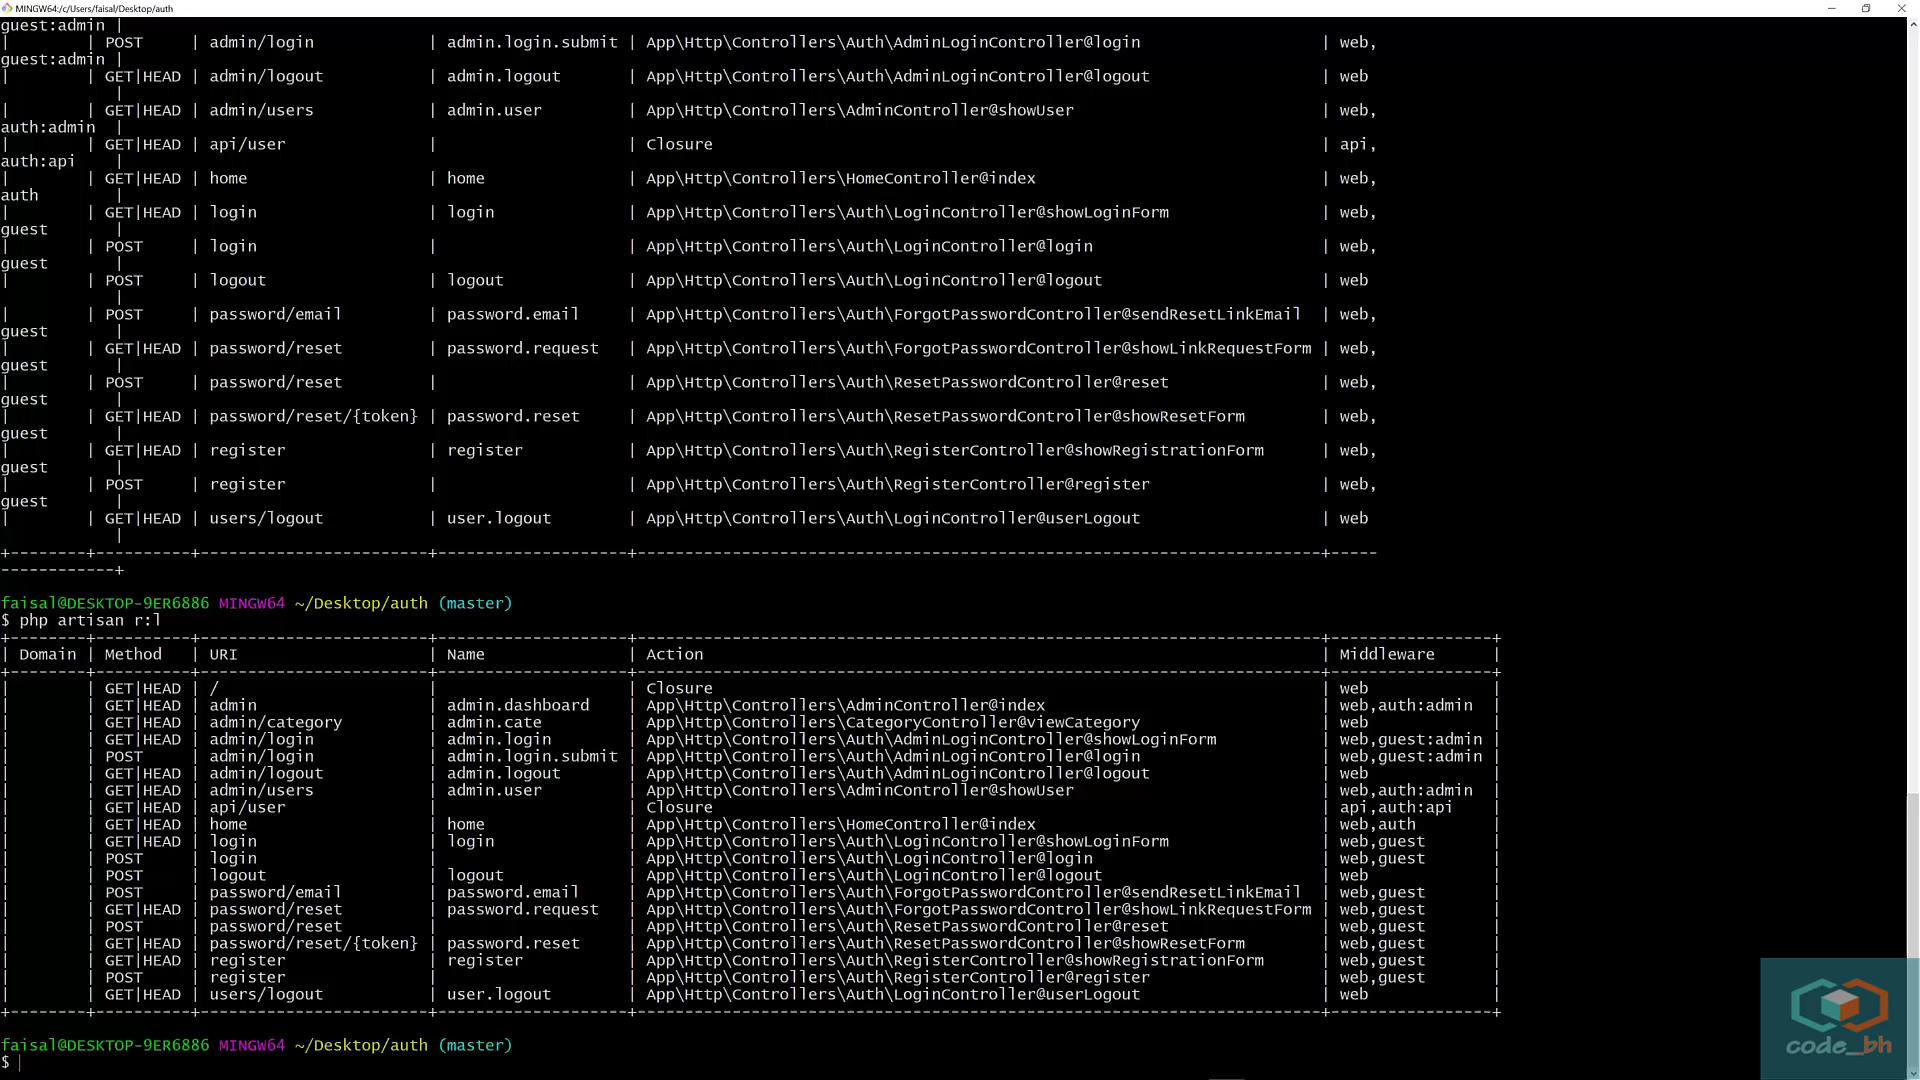 MINGW64:/c/Users/faisal/Desktop/auth
guest:admin |
|        | POST     | admin/login            | admin.login.submit | App\Http\Controllers\Auth\AdminLoginController@login                   | web,
guest:admin |
|        | GET|HEAD | admin/logout           | admin.logout       | App\Http\Controllers\Auth\AdminLoginController@logout                  | web
            |
|        | GET|HEAD | admin/users            | admin.user         | App\Http\Controllers\AdminController@showUser                          | web,
auth:admin  |
|        | GET|HEAD | api/user               |                    | Closure                                                                | api,
auth:api    |
|        | GET|HEAD | home                   | home               | App\Http\Controllers\HomeController@index                              | web,
auth        |
|        | GET|HEAD | login                  | login              | App\Http\Controllers\Auth\LoginController@showLoginForm                | web,
guest       |
|        | POST     | login                  |                    | App\Http\Controllers\Auth\LoginController@login                        | web,
guest       |
|        | POST     | logout                 | logout             | App\Http\Controllers\Auth\LoginController@logout                       | web
            |
|        | POST     | password/email         | password.email     | App\Http\Controllers\Auth\ForgotPasswordController@sendResetLinkEmail  | web,
guest       |
|        | GET|HEAD | password/reset         | password.request   | App\Http\Controllers\Auth\ForgotPasswordController@showLinkRequestForm | web,
guest       |
|        | POST     | password/reset         |                    | App\Http\Controllers\Auth\ResetPasswordController@reset                | web,
guest       |
|        | GET|HEAD | password/reset/{token} | password.reset     | App\Http\Controllers\Auth\ResetPasswordController@showResetForm        | web,
guest       |
|        | GET|HEAD | register               | register           | App\Http\Controllers\Auth\RegisterController@showRegistrationForm      | web,
guest       |
|        | POST     | register               |                    | App\Http\Controllers\Auth\RegisterController@register                  | web,
guest       |
|        | GET|HEAD | users/logout           | user.logout        | App\Http\Controllers\Auth\LoginController@userLogout                   | web
            |
+--------+----------+------------------------+--------------------+------------------------------------------------------------------------+-----
------------+
faisal@DESKTOP-9ER6886 MINGW64 ~/Desktop/auth (master)
$ php artisan r:l
+--------+----------+------------------------+--------------------+------------------------------------------------------------------------+-----------------+
| Domain | Method   | URI                    | Name               | Action                                                                 | Middleware      |
+--------+----------+------------------------+--------------------+------------------------------------------------------------------------+-----------------+
|        | GET|HEAD | /                      |                    | Closure                                                                | web             |
|        | GET|HEAD | admin                  | admin.dashboard    | App\Http\Controllers\AdminController@index                             | web,auth:admin  |
|        | GET|HEAD | admin/category         | admin.cate         | App\Http\Controllers\CategoryController@viewCategory                   | web             |
|        | GET|HEAD | admin/login            | admin.login        | App\Http\Controllers\Auth\AdminLoginController@showLoginForm           | web,guest:admin |
|        | POST     | admin/login            | admin.login.submit | App\Http\Controllers\Auth\AdminLoginController@login                   | web,guest:admin |
|        | GET|HEAD | admin/logout           | admin.logout       | App\Http\Controllers\Auth\AdminLoginController@logout                  | web             |
|        | GET|HEAD | admin/users            | admin.user         | App\Http\Controllers\AdminController@showUser                          | web,auth:admin  |
|        | GET|HEAD | api/user               |                    | Closure                                                                | api,auth:api    |
|        | GET|HEAD | home                   | home               | App\Http\Controllers\HomeController@index                              | web,auth        |
|        | GET|HEAD | login                  | login              | App\Http\Controllers\Auth\LoginController@showLoginForm                | web,guest       |
|        | POST     | login                  |                    | App\Http\Controllers\Auth\LoginController@login                        | web,guest       |
|        | POST     | logout                 | logout             | App\Http\Controllers\Auth\LoginController@logout                       | web             |
|        | POST     | password/email         | password.email     | App\Http\Controllers\Auth\ForgotPasswordController@sendResetLinkEmail  | web,guest       |
|        | GET|HEAD | password/reset         | password.request   | App\Http\Controllers\Auth\ForgotPasswordController@showLinkRequestForm | web,guest       |
|        | POST     | password/reset         |                    | App\Http\Controllers\Auth\ResetPasswordController@reset                | web,guest       |
|        | GET|HEAD | password/reset/{token} | password.reset     | App\Http\Controllers\Auth\ResetPasswordController@showResetForm        | web,guest       |
|        | GET|HEAD | register               | register           | App\Http\Controllers\Auth\RegisterController@showRegistrationForm      | web,guest       |
|        | POST     | register               |                    | App\Http\Controllers\Auth\RegisterController@register                  | web,guest       |
|        | GET|HEAD | users/logout           | user.logout        | App\Http\Controllers\Auth\LoginController@userLogout                   | web             |
+--------+----------+------------------------+--------------------+------------------------------------------------------------------------+-----------------+
faisal@DESKTOP-9ER6886 MINGW64 ~/Desktop/auth (master)
$
code_bh